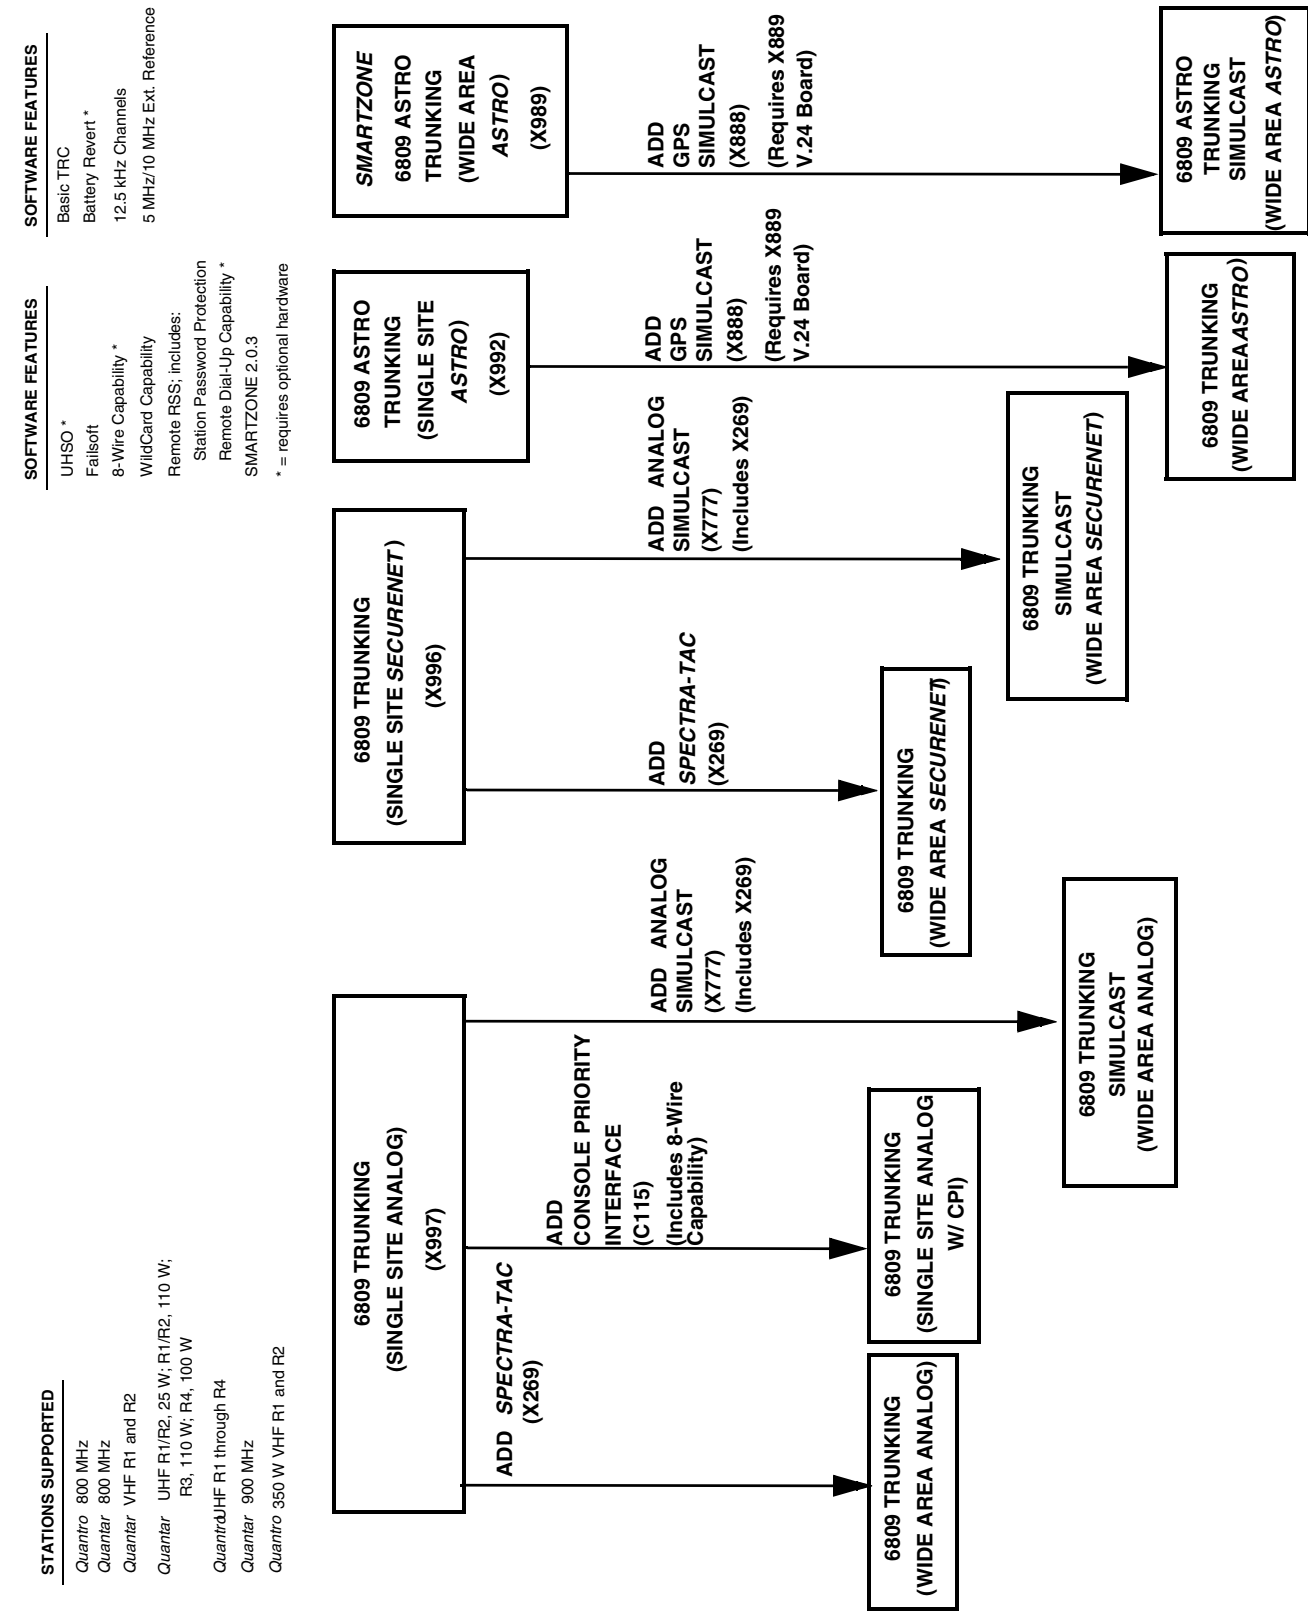 STATIONS SUPPORTED
Quantro 800 MHz
Quantar 800 MHz
Quantar VHF R1 and R2
Quantar UHF R1/R2, 25 W; R1/R2, 110 W;
R3, 110 W; R4, 100 W
Quantro UHF R1 through R4
Quantar 900 MHz
Quantro 350 W VHF R1 and R2
SOFTWARE FEATURES
UHSO *
Failsoft
8-Wire Capability *
WildCard Capability
Remote RSS; includes:
Station Password Protection
Remote Dial-Up Capability *
SMARTZONE 2.0.3
* = requires optional hardware
SOFTWARE FEATURES
Basic TRC
Battery Revert *
12.5 kHz Channels
5 MHz/10 MHz Ext. Reference
6809 TRUNKING
(SINGLE SITE ANALOG)
(X997)
6809 TRUNKING
(SINGLE SITE SECURENET)
(X996)
6809 ASTRO
TRUNKING
(SINGLE SITE
ASTRO)
(X992)
SMARTZONE
6809 ASTRO
TRUNKING
(WIDE AREA
ASTRO)
(X989)
ADD SPECTRA-TAC
(X269)
ADD
CONSOLE PRIORITY
INTERFACE
(C115)
(Includes 8-Wire
Capability)
ADD ANALOG
SIMULCAST
(X777)
(Includes X269)
ADD
SPECTRA-TAC
(X269)
ADD ANALOG
SIMULCAST
(X777)
(Includes X269)
ADD
GPS
SIMULCAST
(X888)
(Requires X889
V.24 Board)
ADD
GPS
SIMULCAST
(X888)
(Requires X889
V.24 Board)
6809 TRUNKING
(WIDE AREA ANALOG)
6809 TRUNKING
(SINGLE SITE ANALOG
W/ CPI)
6809 TRUNKING
SIMULCAST
(WIDE AREA ANALOG)
6809 TRUNKING
(WIDE AREA SECURENET)
6809 TRUNKING
SIMULCAST
(WIDE AREA SECURENET)
6809 TRUNKING
(WIDE AREA ASTRO)
6809 ASTRO
TRUNKING
SIMULCAST
(WIDE AREA ASTRO)